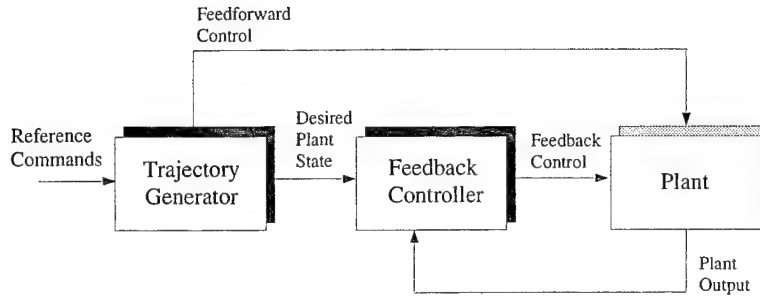 Feedforward
Control
Reference
Commands
Trajectory
Generator
Desired
Plant
State
Feedback
Controller
Feedback
Control
Plant
Plant
Output